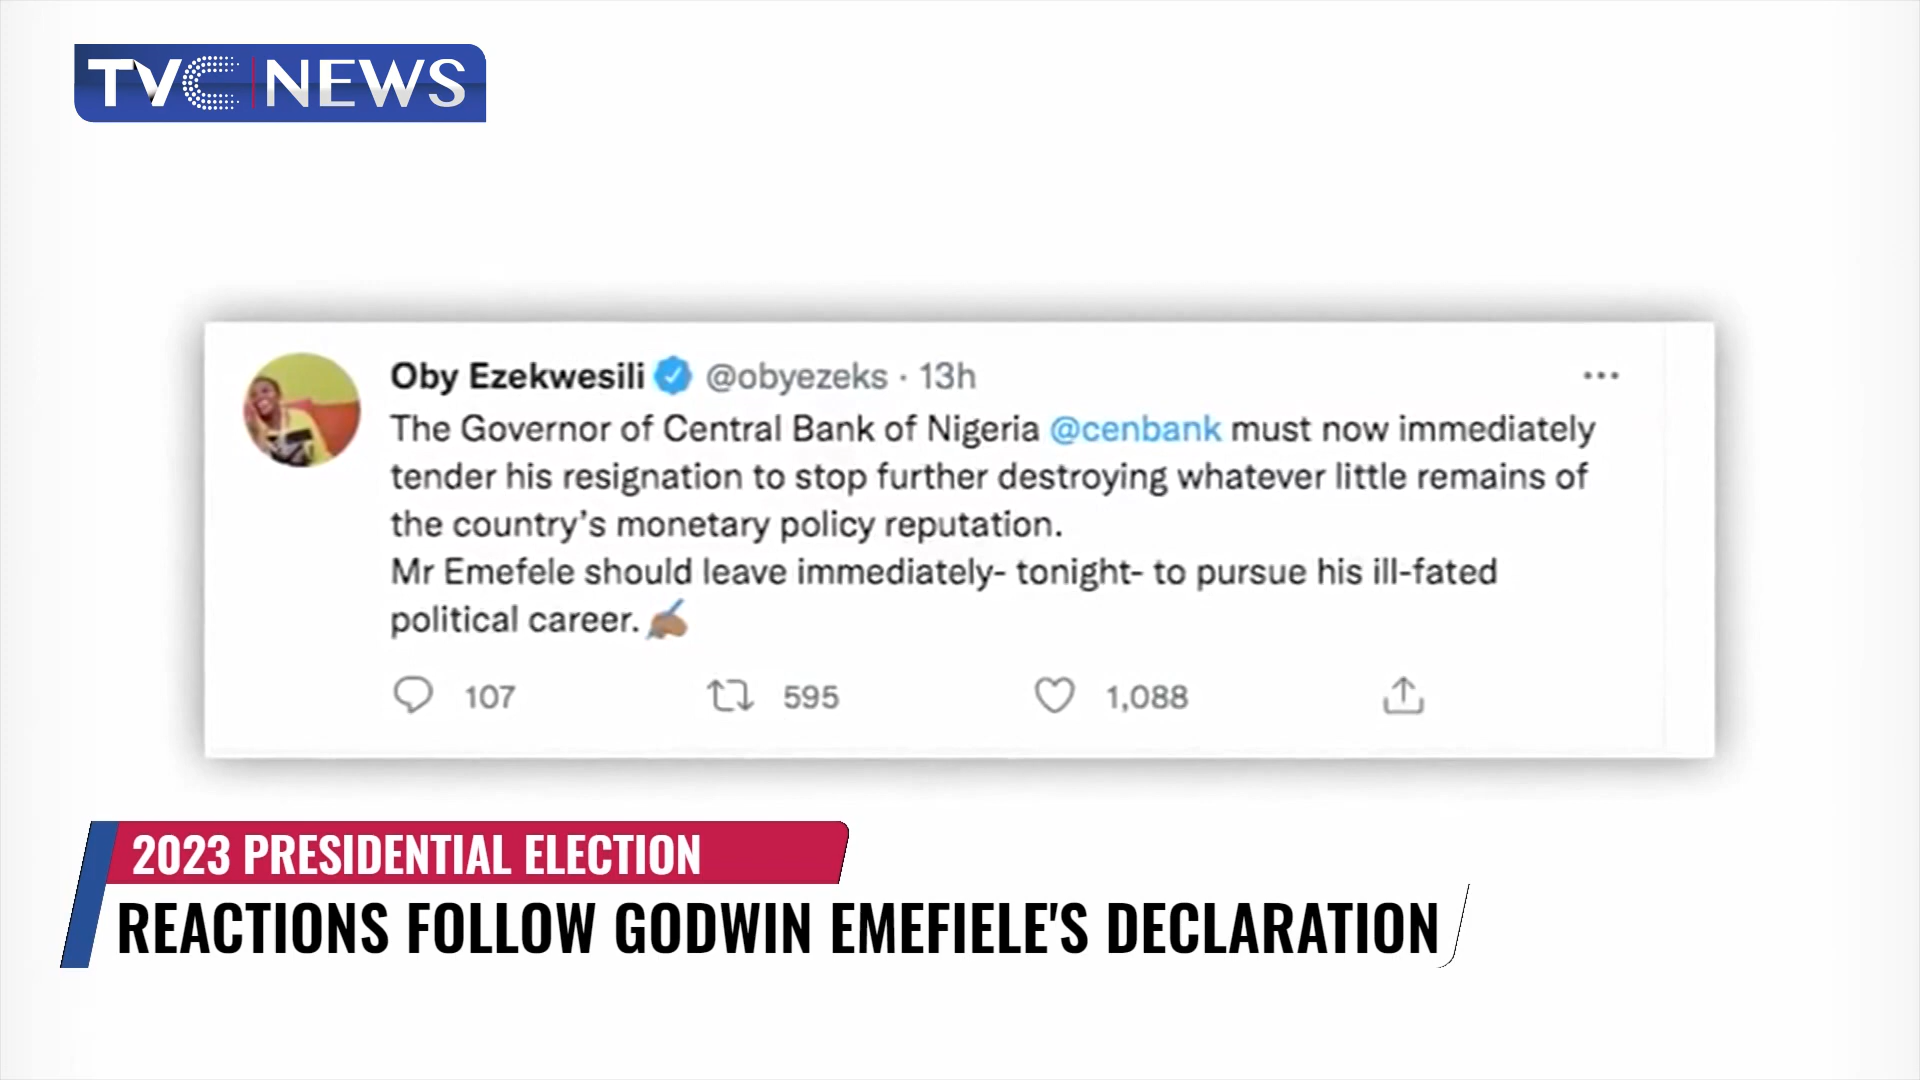 TVC NEWS
Oby Ezekwesili @obyezeks · 13h
The Governor of Central Bank of Nigeria @cenbank must now immediately
tender his resignation to stop further destroying whatever little remains of
the country's monetary policy reputation.
Mr Emefele should leave immediately- tonight- to pursue his ill-fated
political career.
107 595 1,088
2023 PRESIDENTIAL ELECTION
REACTIONS FOLLOW GODWIN EMEFIELE'S DECLARATION